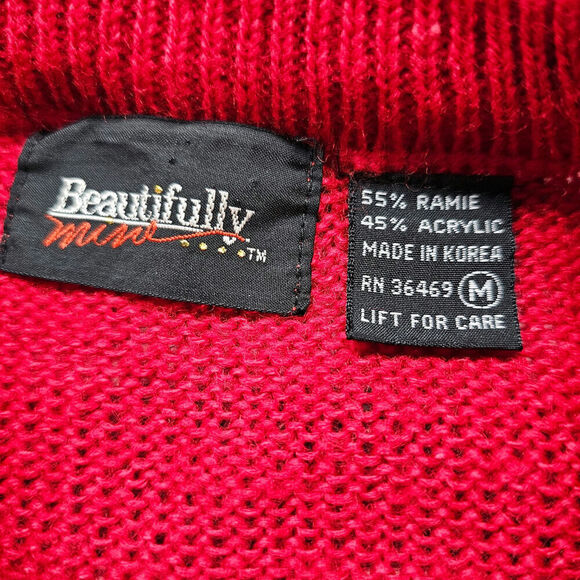 Beautifully
mine
TM
55% RAMIE
45% ACRYLIC
MADE IN KOREA
RN 36469 M
LIFT FOR CARE